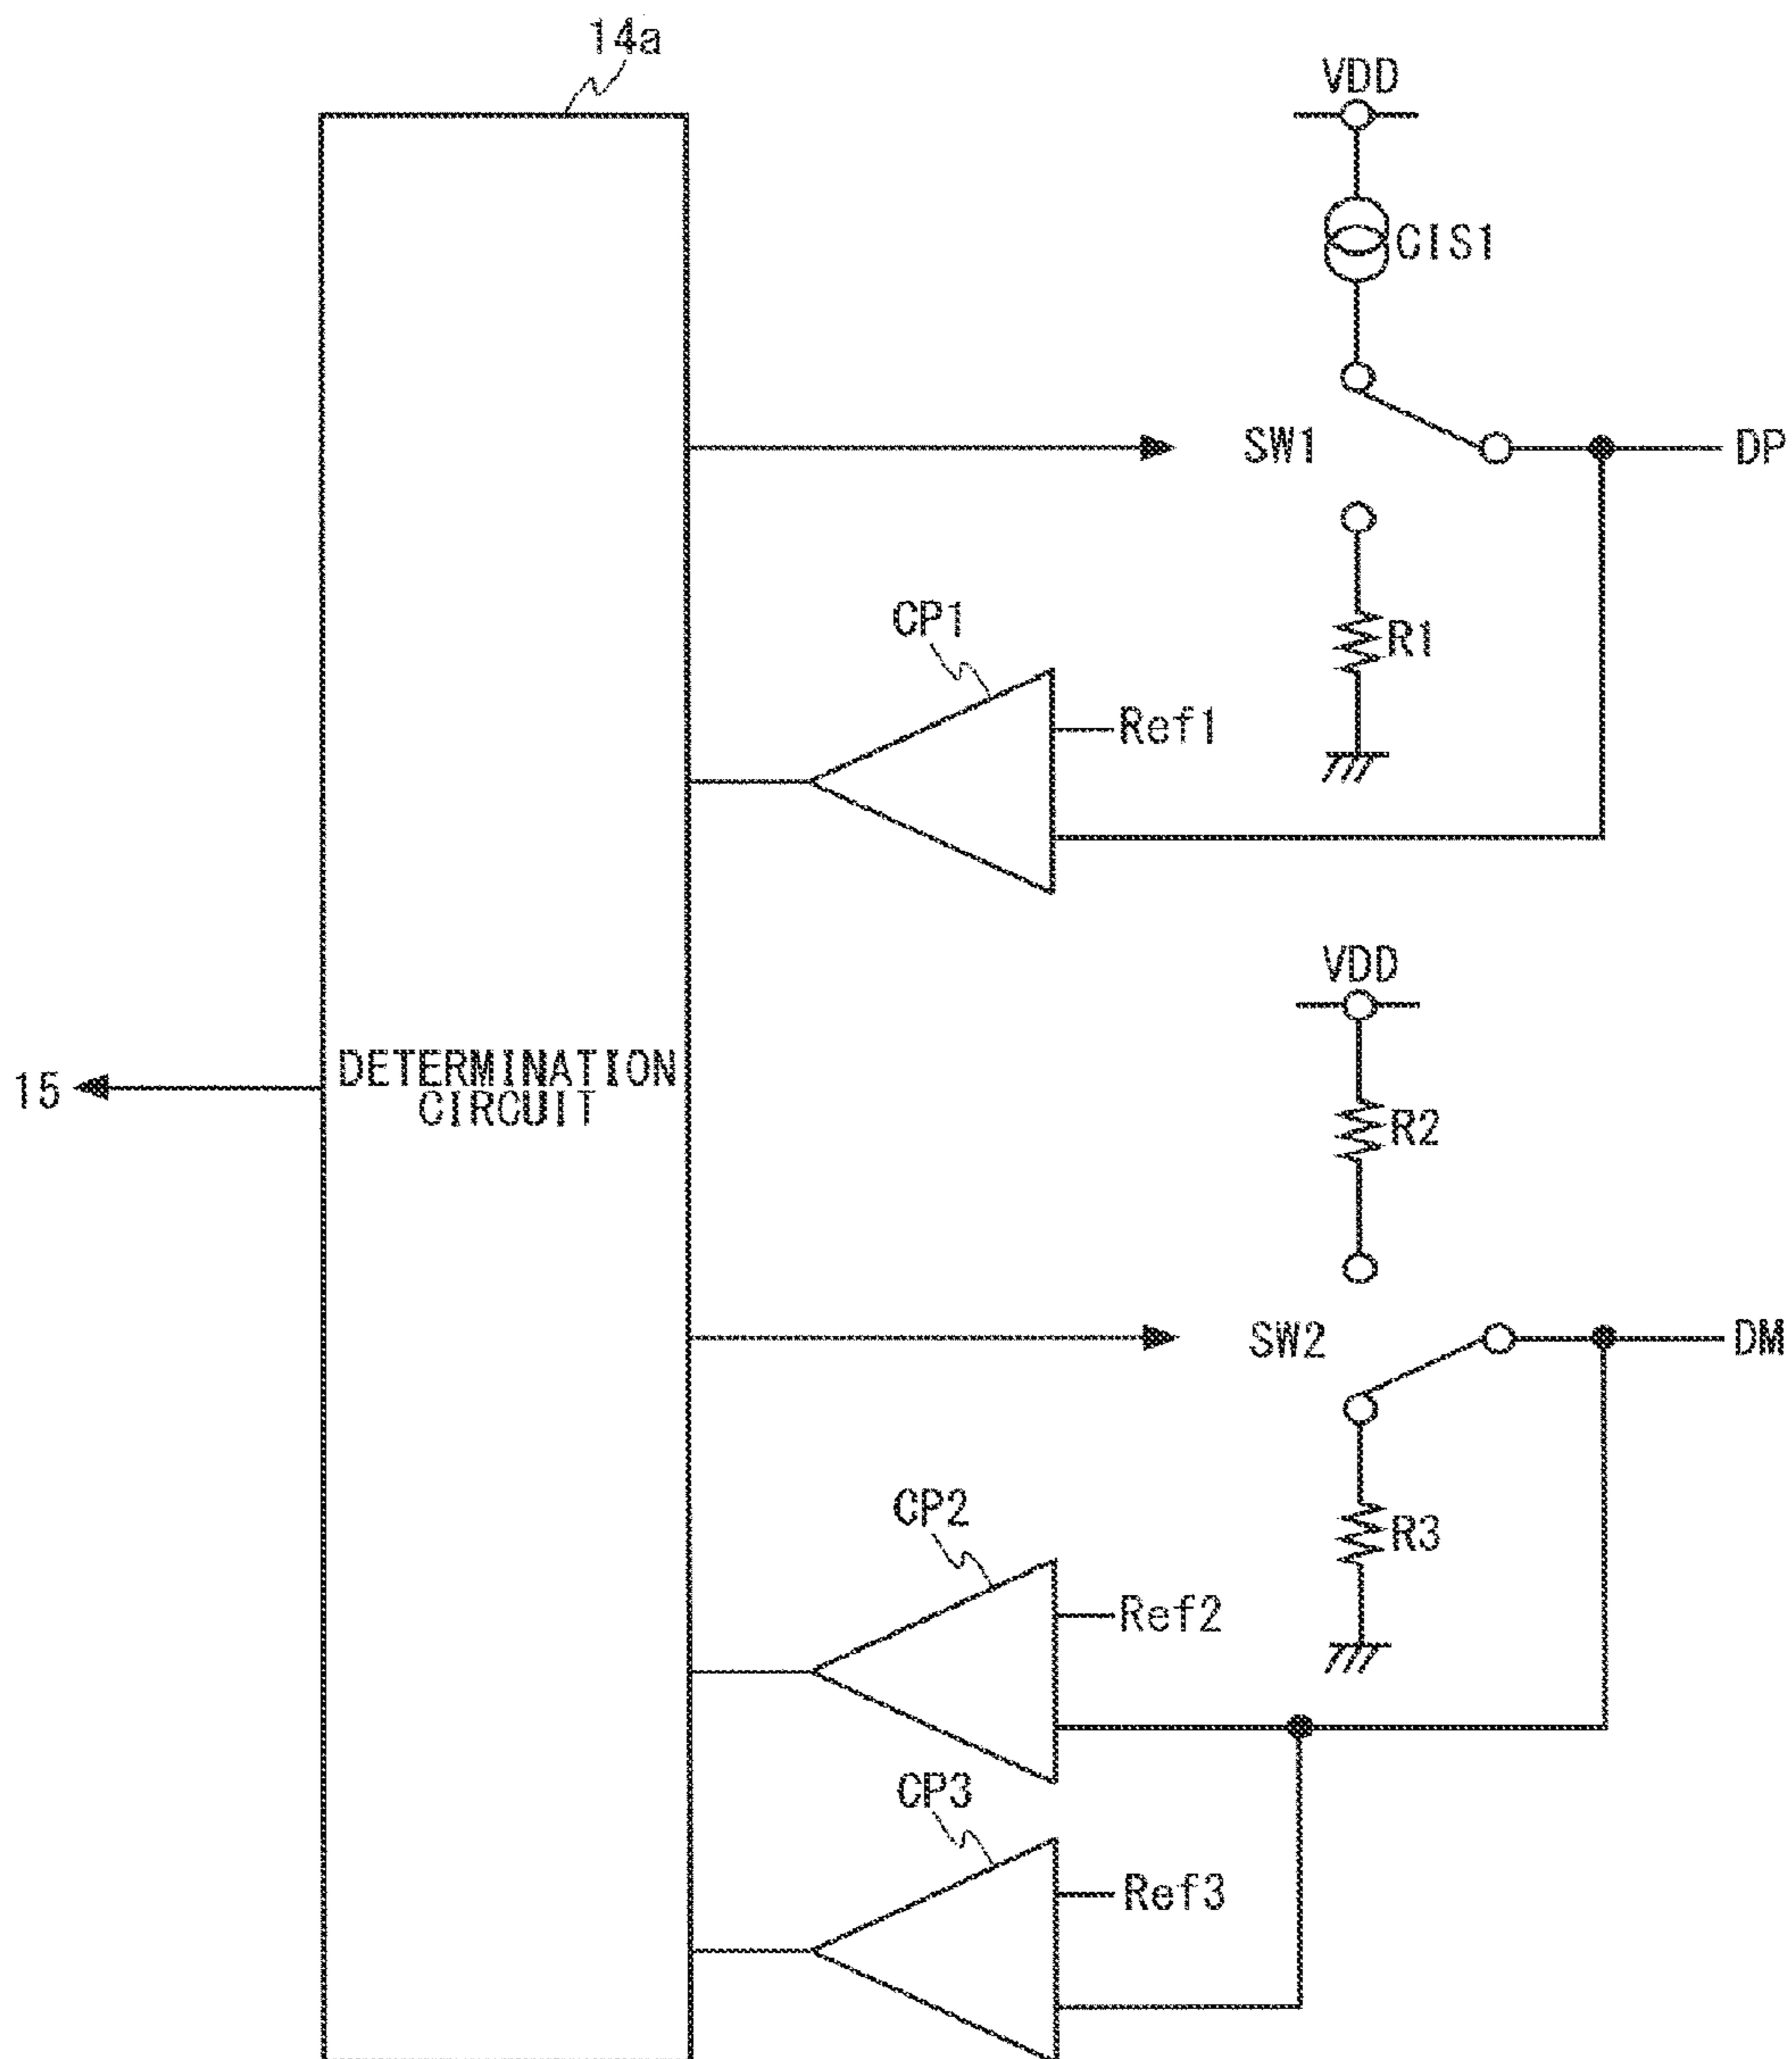 14a
VDD
CIS1
SW1
DP
CP1
R1
Ref1
VDD
DETERMINATION
CIRCUIT
15
R2
SW2
DM
CP2
R3
Ref2
CP3
Ref3